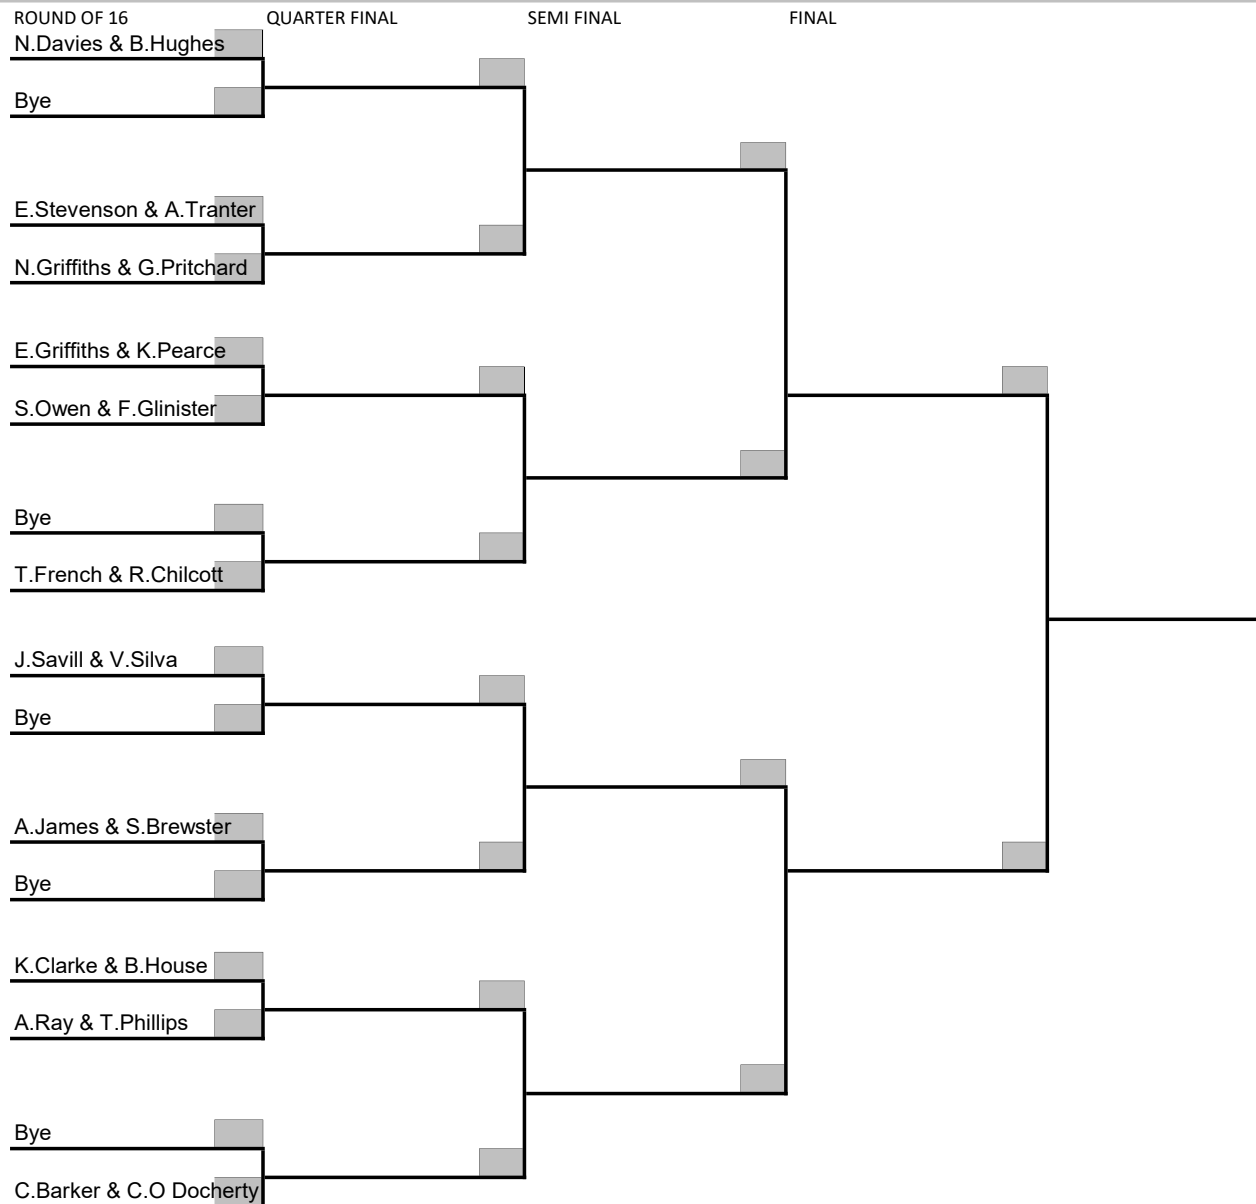 ROUND OF 16 QUARTER FINAL SEMI FINAL FINAL
N.Davies & B.Hughes
Bye
E.Stevenson & A.Tranter
N.Griffiths & G.Pritchard
E.Griffiths & K.Pearce
S.Owen & F.Glinister
Bye
T.French & R.Chilcott
J.Savill & V.Silva
Bye
A.James & S.Brewster
Bye
K.Clarke & B.House
A.Ray & T.Phillips
Bye
C.Barker & C.O Docherty